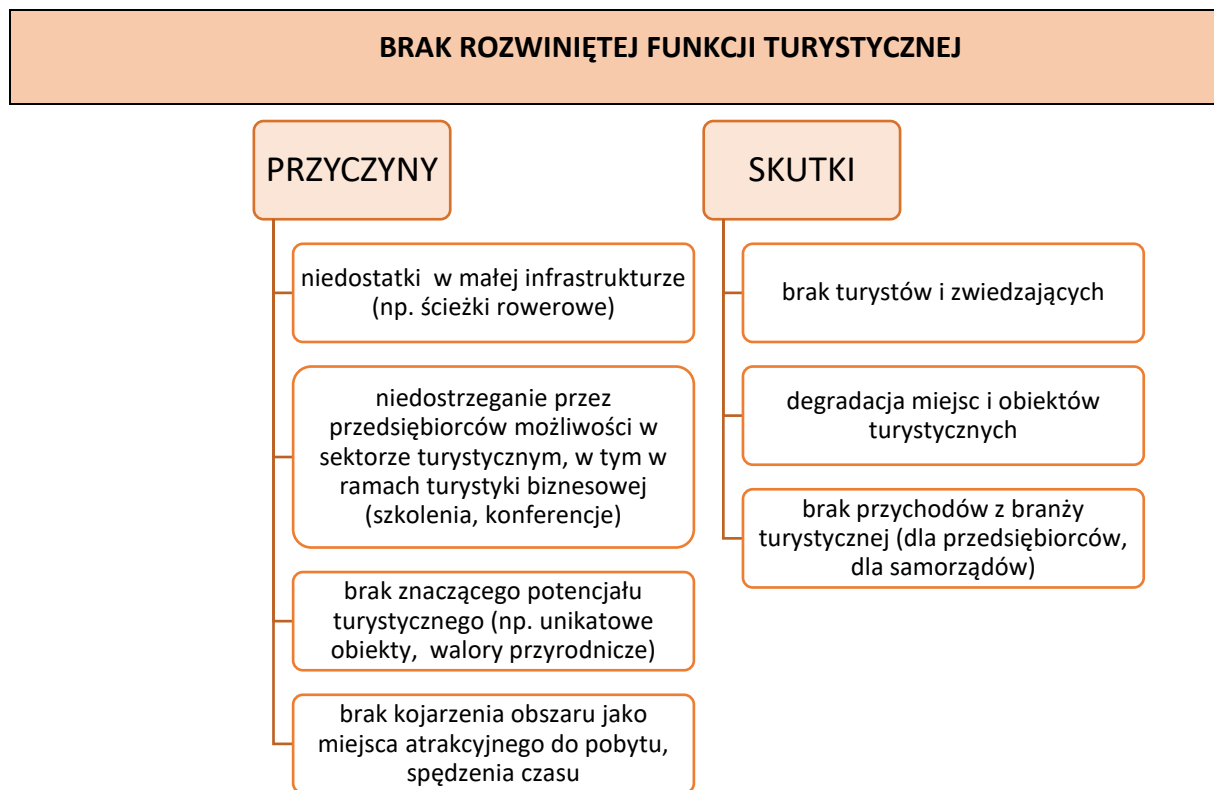 BRAK ROZWINIĘTEJ FUNKCJI TURYSTYCZNEJ
PRZYCZYNY
niedostatki w małej infrastrukturze
(np. ścieżki rowerowe)
niedostrzeganie przez
przedsiębiorców możliwości w
sektorze turystycznym, w tym w
ramach turystyki biznesowej
(szkolenia, konferencje)
brak znaczącego potencjału
turystycznego (np. unikatowe
obiekty, walory przyrodnicze)
brak kojarzenia obszaru jako
miejsca atrakcyjnego do pobytu,
spędzenia czasu
SKUTKI
brak turystów i zwiedzających
degradacja miejsc i obiektów
turystycznych
brak przychodów z branży
turystycznej (dla przedsiębiorców,
dla samorządów)